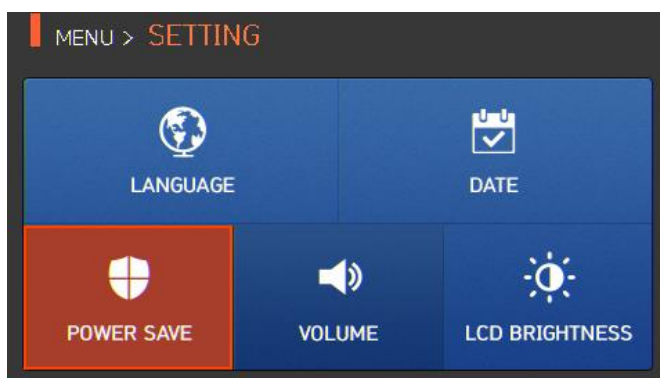 MENU > SETTING
LANGUAGE
DATE
POWER SAVE
VOLUME
LCD BRIGHTNESS